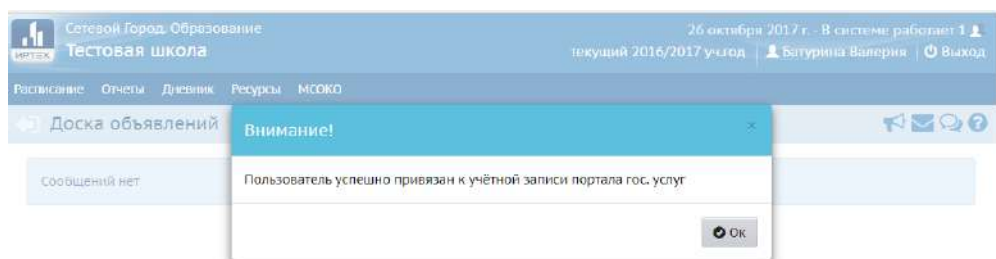 Сетевой Город. Образование
Тестовая школа
ИРТЕХ
26 октября 2017 г. - В системе работает 1
текущий 2016/2017 уч.год | Батурина Валерия | Выход
Расписание Отчеты Дневник Ресурсы МСОКО
Доска объявлений
Внимание! ×
Сообщений нет
Пользователь успешно привязан к учётной записи портала гос. услуг
Ок